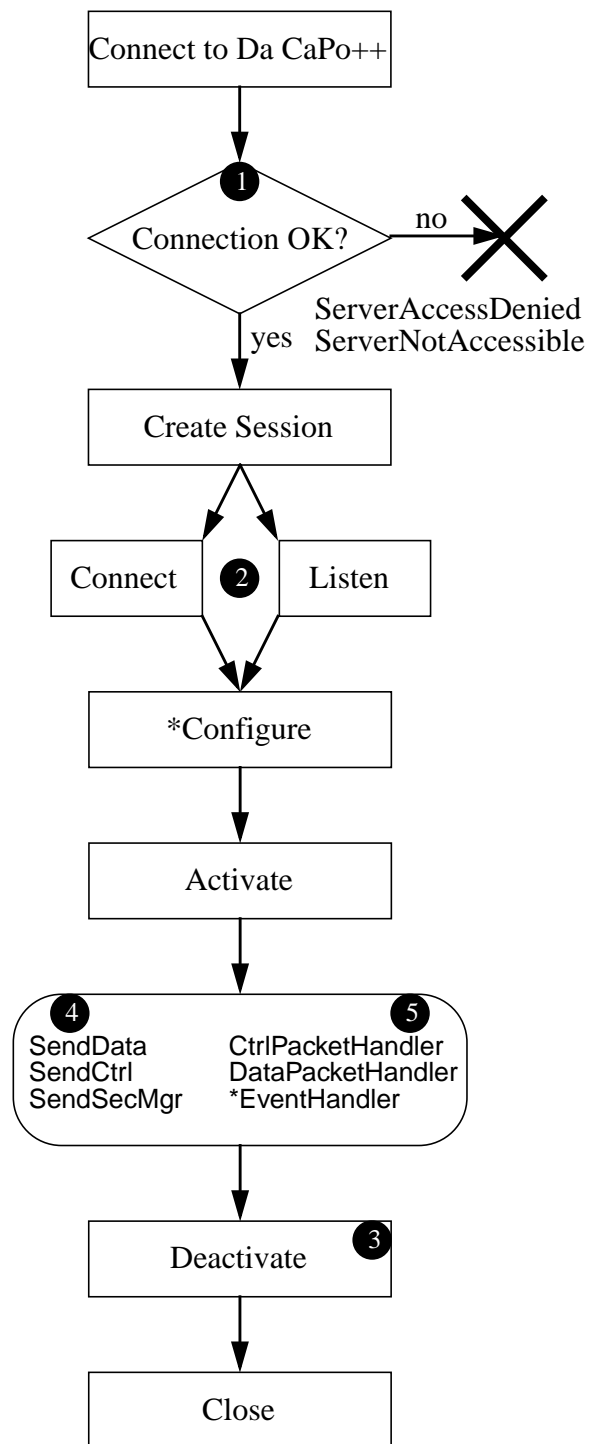 Connect to Da CaPo++
1
Connection OK?
no
ServerAccessDenied
ServerNotAccessible
yes
Create Session
Connect
2
Listen
*Configure
Activate
4
5
SendData
CtrlPacketHandler
SendCtrl
DataPacketHandler
SendSecMgr
*EventHandler
3
Deactivate
Close